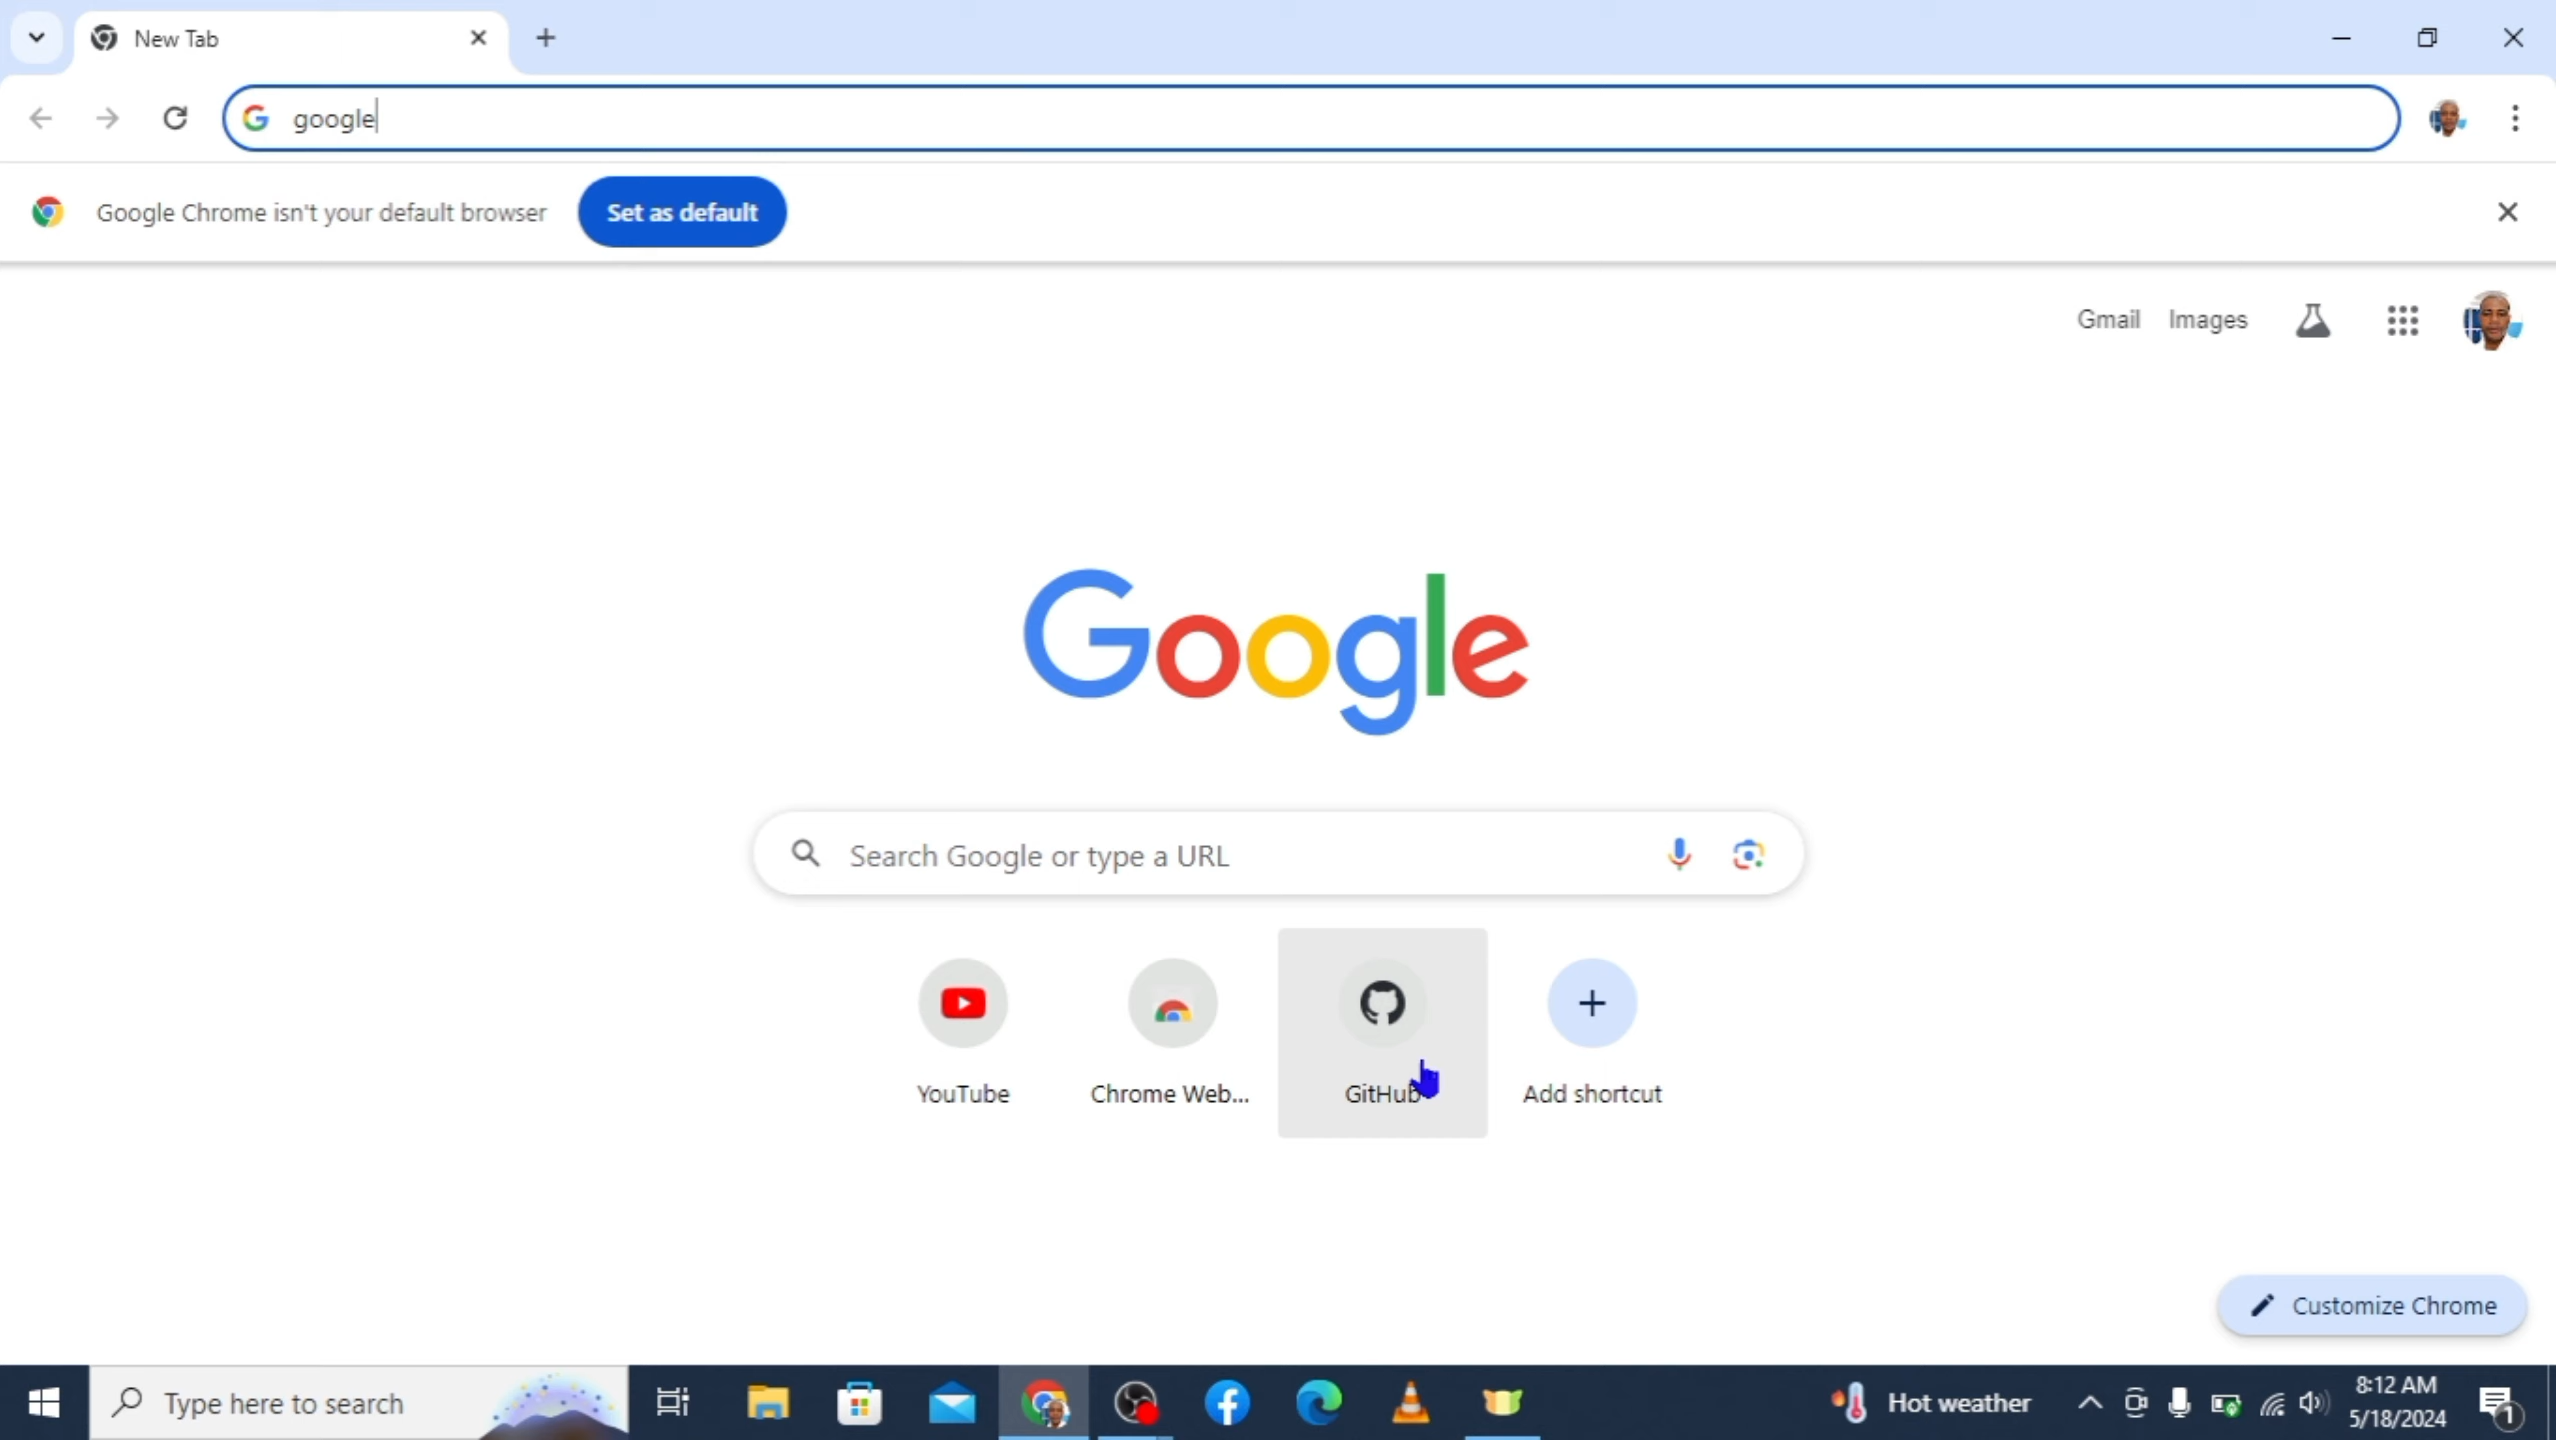 New Tab
google
Google Chrome isn't your default browser
Set as default
Gmail Images
Google
Search Google or type a URL
YouTube
Chrome Web...
GitHub
Add shortcut
Customize Chrome
Type here to search
Hot weather
8:12 AM
5/18/2024
1